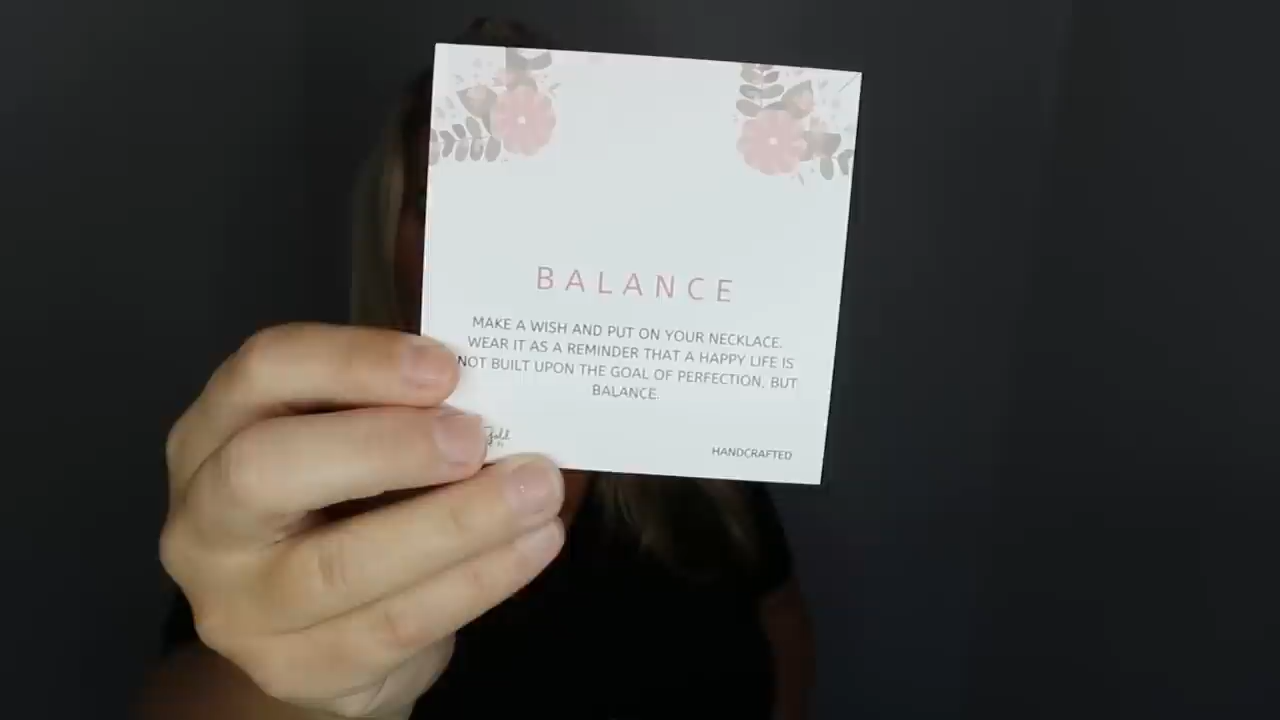 BALANCE
MAKE A WISH AND PUT ON YOUR NECKLACE.
WEAR IT AS A REMINDER THAT A HAPPY LIFE IS
NOT BUILT UPON THE GOAL OF PERFECTION, BUT
BALANCE.
HANDCRAFTED